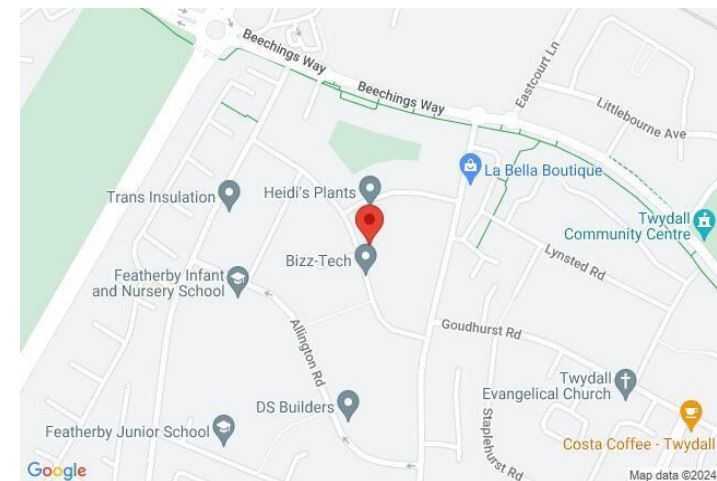 Beechings Way
Beechings Way
Eastcourt Ln
Littlebourne Ave
La Bella Boutique
Trans Insulation
Heidi's Plants
Twydall
Community Centre
Bizz-Tech
Lynsted Rd
Featherby Infant
and Nursery School
Allington Rd
Goudhurst Rd
Twydall
Evangelical Church
DS Builders
Staplehurst Rd
Featherby Junior School
Costa Coffee - Twydall
Google
Map data ©2024